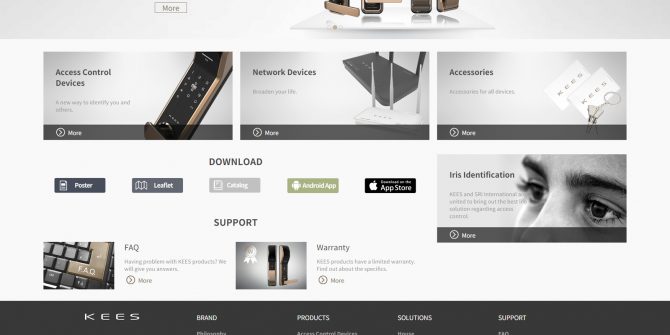 More
Access Control
Devices
A new way to identify you and
others.
More
Network Devices
Broaden your life.
More
Accessories
Accessories for all devices.
KEES
More
DOWNLOAD
Poster
Leaflet
Catalog
Android App
Download on the
App Store
Iris Identification
KEES and SRI International a
united to bring out the best life
solution regarding access
control.
More
SUPPORT
FAQ
FAQ
Having problem with KEES products? We
will give you answers.
More
Warranty
KEES products have a limited warranty.
Find out about the specifics.
More
KEES
BRAND
PRODUCTS
SOLUTIONS
SUPPORT
Philosophy
Access Control Devices
House
FAQ